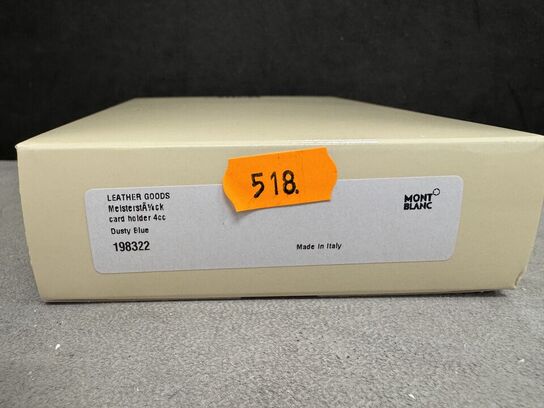 518.
LEATHER GOODS
MeisterstÃ¼ck
card holder 4cc
Dusty Blue
198322
Made in Italy
MONT
BLANC